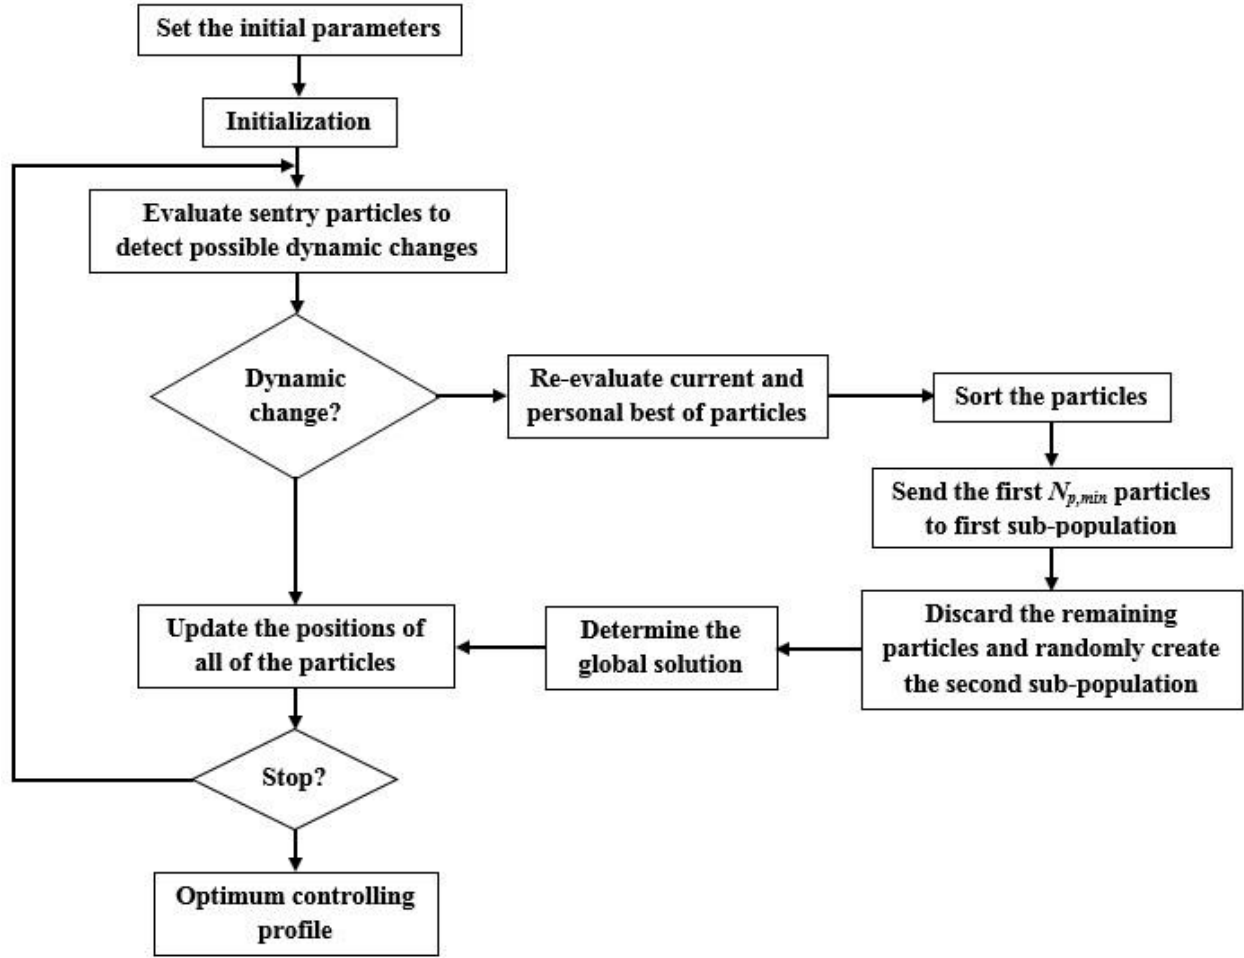 Set the initial parameters
Initialization
Evaluate sentry particles to
detect possible dynamic changes
Dynamic
change?
Re-evaluate current and
personal best of particles
Sort the particles
Send the first Np,min particles
to first sub-population
Discard the remaining
particles and randomly create
the second sub-population
Determine the
global solution
Update the positions of
all of the particles
Stop?
Optimum controlling
profile